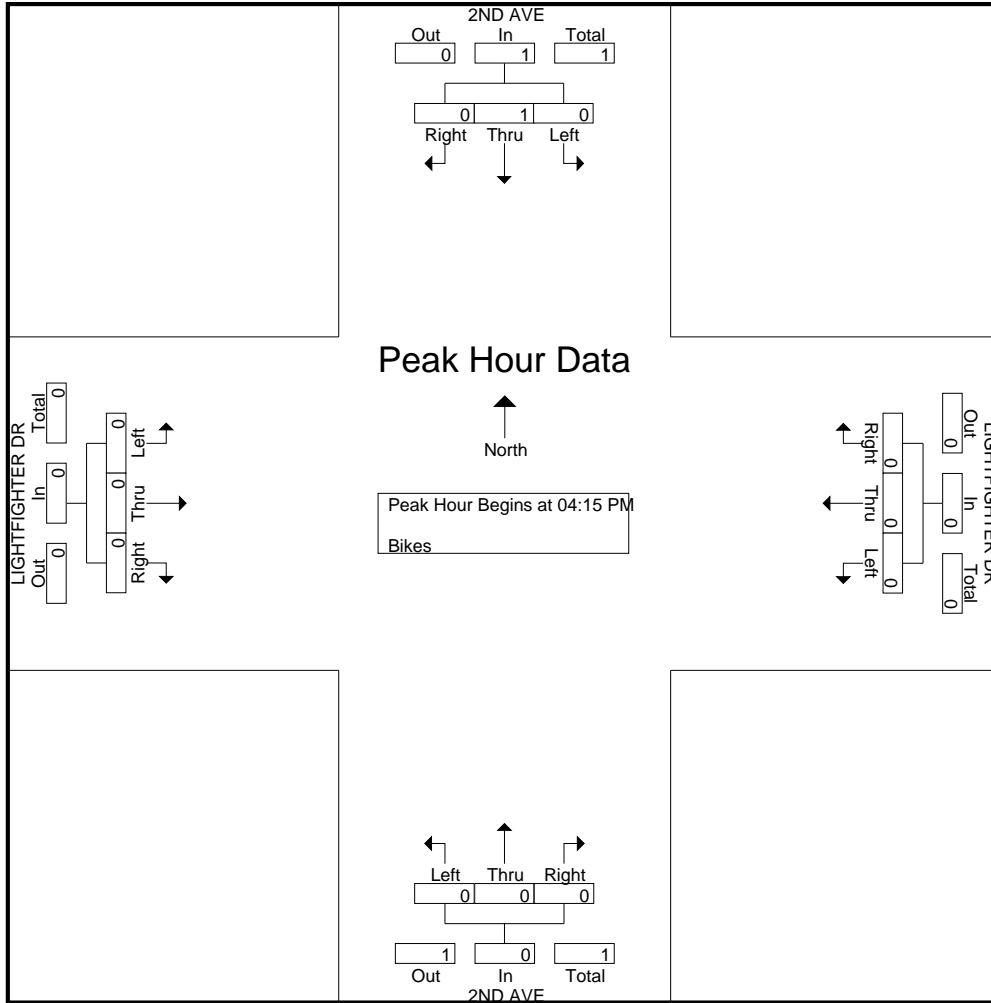 2ND AVE
Out In Total
0 1 1
0 1 0
Right Thru Left
Peak Hour Data
North
Peak Hour Begins at 04:15 PM
Bikes
LIGHTFIGHTER DR
Out In Total
0 0 0
0 0 0
Left Thru Right
LIGHTFIGHTER DR
Out In Total
0 0 0
0 0 0
Right Thru Left
Left Thru Right
0 0 0
1 0 1
Out In Total
2ND AVE